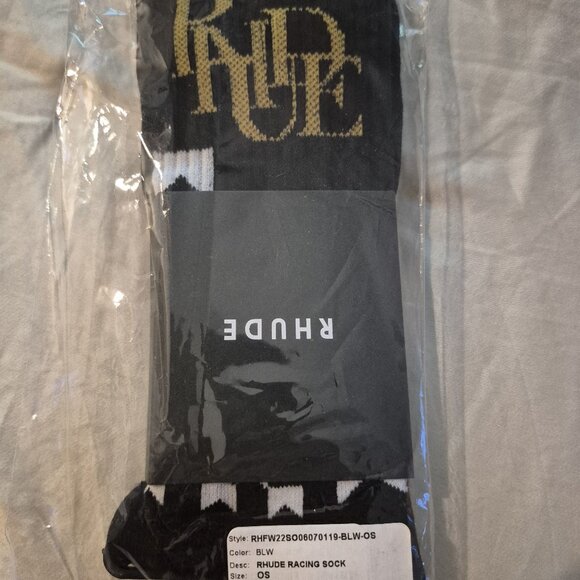 RHUDE
RHUDE
Style: RHFW22SO06070119-BLW-OS
Color: BLW
Desc: RHUDE RACING SOCK
Size: OS